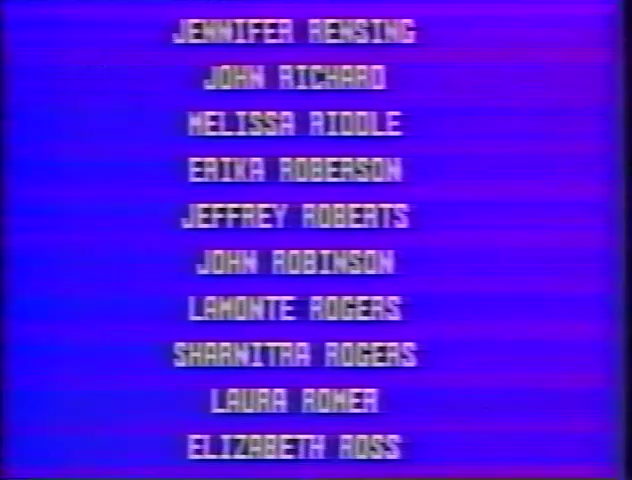 JENNIFER RENSING
JOHN RICHARD
MELISSA RIDDLE
ERIKA ROBERSON
JEFFREY ROBERTS
JOHN ROBINSON
LAMONTE ROGERS
SHARNITRA ROGERS
LAURA ROMER
ELIZABETH ROSS